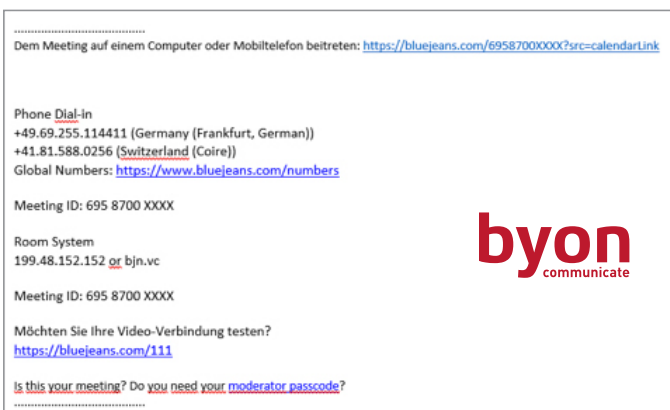 Dem Meeting auf einem Computer oder Mobiltelefon beitreten: https://bluejeans.com/6958700XXXX?src=calendarLink
Phone Dial-in
+49.69.255.114411 (Germany (Frankfurt, German))
+41.81.588.0256 (Switzerland (Coire))
Global Numbers: https://www.bluejeans.com/numbers
Meeting ID: 695 8700 XXXX
Room System
199.48.152.152 or bjn.vc
Meeting ID: 695 8700 XXXX
Möchten Sie Ihre Video-Verbindung testen?
https://bluejeans.com/111
Is this your meeting? Do you need your moderator passcode?
byon
communicate